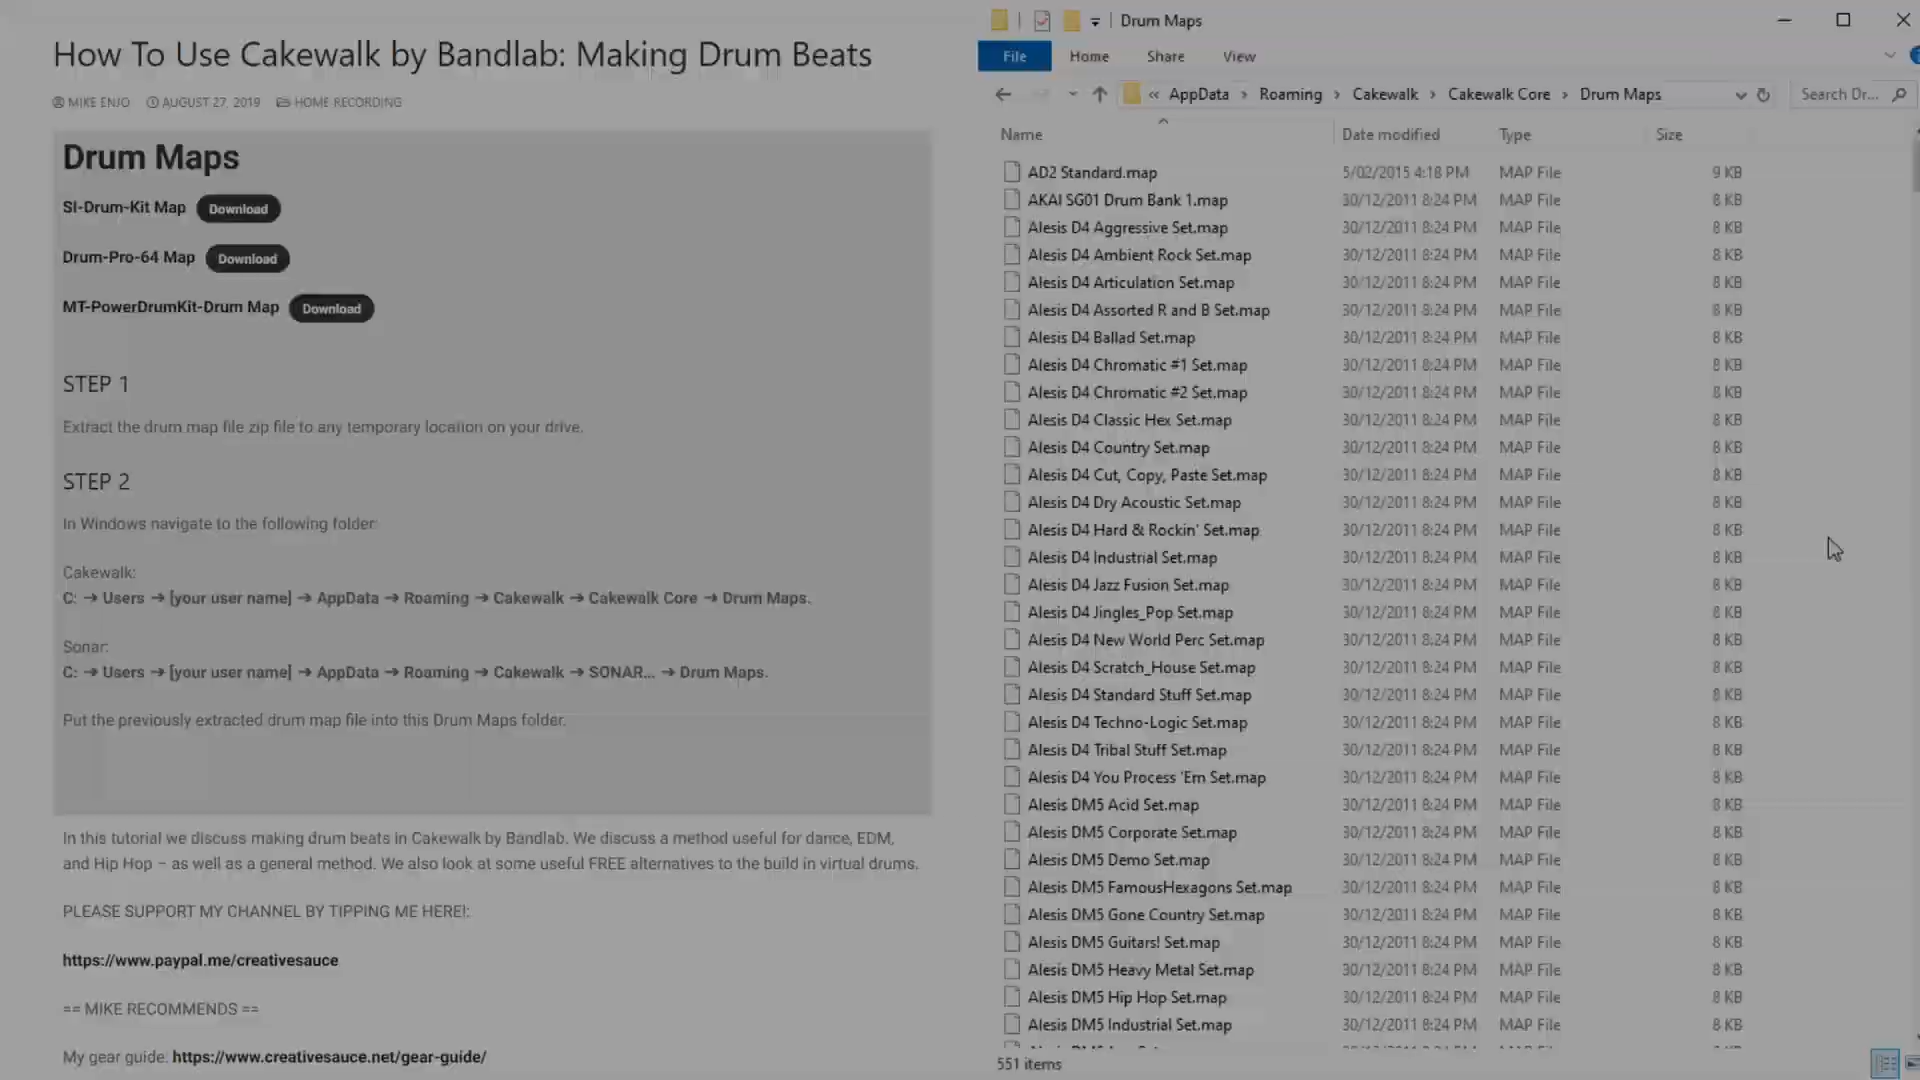 How To Use Cakewalk by Bandlab: Making Drum Beats
MIKE ENJO AUGUST 27, 2019 HOME RECORDING
Drum Maps
SI-Drum-Kit Map Download
Drum-Pro-64 Map Download
MT-PowerDrumKit-Drum Map Download
STEP 1
Extract the drum map file zip file to any temporary location on your drive.
STEP 2
In Windows navigate to the following folder:
Cakewalk:
C: → Users → [your user name] → AppData → Roaming → Cakewalk → Cakewalk Core → Drum Maps.
Sonar:
C: → Users → [your user name] → AppData → Roaming → Cakewalk → SONAR... → Drum Maps.
Put the previously extracted drum map file into this Drum Maps folder.
In this tutorial we discuss making drum beats in Cakewalk by Bandlab. We discuss a method useful for dance, EDM,
and Hip Hop – as well as a general method. We also look at some useful FREE alternatives to the build in virtual drums.
PLEASE SUPPORT MY CHANNEL BY TIPPING ME HERE!:
https://www.paypal.me/creativesauce
== MIKE RECOMMENDS ==
My gear guide: https://www.creativesauce.net/gear-guide/
Drum Maps
File Home Share View
« AppData > Roaming > Cakewalk > Cakewalk Core > Drum Maps Search Dr...
Name Date modified Type Size
AD2 Standard.map 5/02/2015 4:18 PM MAP File 9 KB
AKAI SG01 Drum Bank 1.map 30/12/2011 8:24 PM MAP File 8 KB
Alesis D4 Aggressive Set.map 30/12/2011 8:24 PM MAP File 8 KB
Alesis D4 Ambient Rock Set.map 30/12/2011 8:24 PM MAP File 8 KB
Alesis D4 Articulation Set.map 30/12/2011 8:24 PM MAP File 8 KB
Alesis D4 Assorted R and B Set.map 30/12/2011 8:24 PM MAP File 8 KB
Alesis D4 Ballad Set.map 30/12/2011 8:24 PM MAP File 8 KB
Alesis D4 Chromatic #1 Set.map 30/12/2011 8:24 PM MAP File 8 KB
Alesis D4 Chromatic #2 Set.map 30/12/2011 8:24 PM MAP File 8 KB
Alesis D4 Classic Hex Set.map 30/12/2011 8:24 PM MAP File 8 KB
Alesis D4 Country Set.map 30/12/2011 8:24 PM MAP File 8 KB
Alesis D4 Cut, Copy, Paste Set.map 30/12/2011 8:24 PM MAP File 8 KB
Alesis D4 Dry Acoustic Set.map 30/12/2011 8:24 PM MAP File 8 KB
Alesis D4 Hard & Rockin' Set.map 30/12/2011 8:24 PM MAP File 8 KB
Alesis D4 Industrial Set.map 30/12/2011 8:24 PM MAP File 8 KB
Alesis D4 Jazz Fusion Set.map 30/12/2011 8:24 PM MAP File 8 KB
Alesis D4 Jingles_Pop Set.map 30/12/2011 8:24 PM MAP File 8 KB
Alesis D4 New World Perc Set.map 30/12/2011 8:24 PM MAP File 8 KB
Alesis D4 Scratch_House Set.map 30/12/2011 8:24 PM MAP File 8 KB
Alesis D4 Standard Stuff Set.map 30/12/2011 8:24 PM MAP File 8 KB
Alesis D4 Techno-Logic Set.map 30/12/2011 8:24 PM MAP File 8 KB
Alesis D4 Tribal Stuff Set.map 30/12/2011 8:24 PM MAP File 8 KB
Alesis D4 You Process 'Em Set.map 30/12/2011 8:24 PM MAP File 8 KB
Alesis DM5 Acid Set.map 30/12/2011 8:24 PM MAP File 8 KB
Alesis DM5 Corporate Set.map 30/12/2011 8:24 PM MAP File 8 KB
Alesis DM5 Demo Set.map 30/12/2011 8:24 PM MAP File 8 KB
Alesis DM5 FamousHexagons Set.map 30/12/2011 8:24 PM MAP File 8 KB
Alesis DM5 Gone Country Set.map 30/12/2011 8:24 PM MAP File 8 KB
Alesis DM5 Guitars! Set.map 30/12/2011 8:24 PM MAP File 8 KB
Alesis DM5 Heavy Metal Set.map 30/12/2011 8:24 PM MAP File 8 KB
Alesis DM5 Hip Hop Set.map 30/12/2011 8:24 PM MAP File 8 KB
Alesis DM5 Industrial Set.map 30/12/2011 8:24 PM MAP File 8 KB
551 items